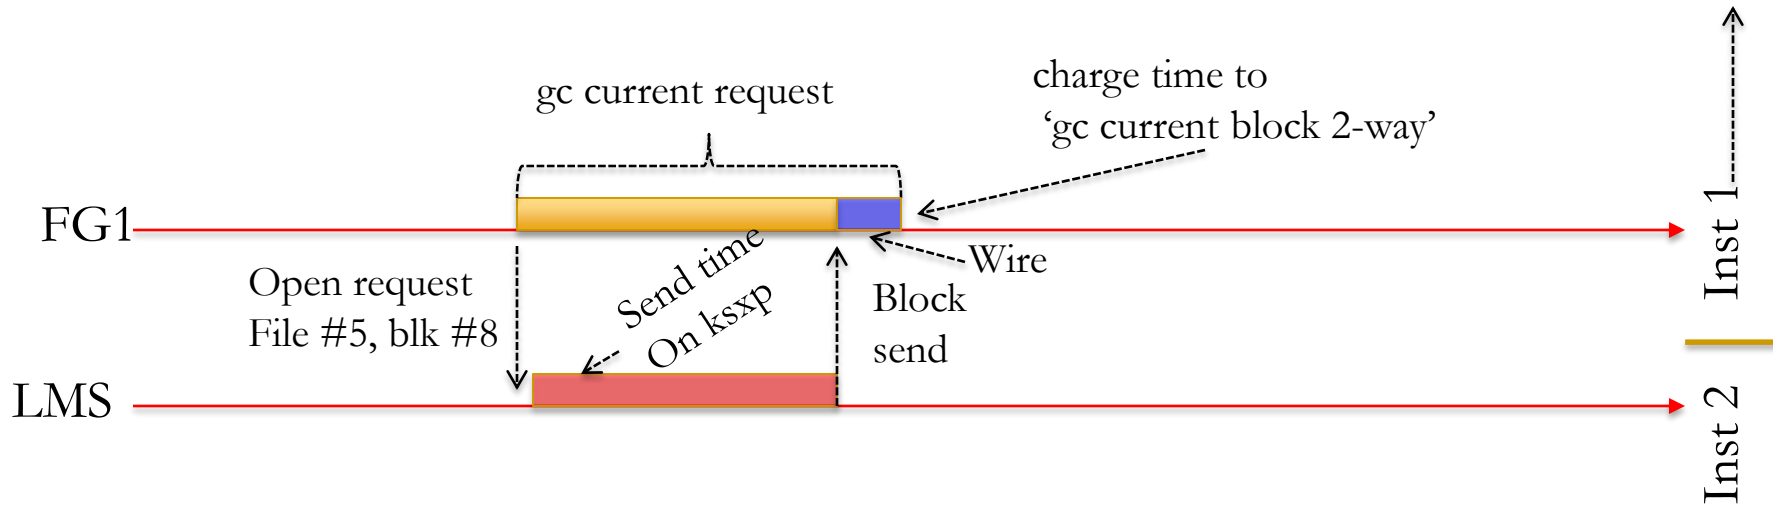 gc current request
charge time to
‘gc current block 2-way’
FG1
Inst 1
Wire
Open request
File #5, blk #8
Send time
On ksxp
Block
send
LMS
Inst 2